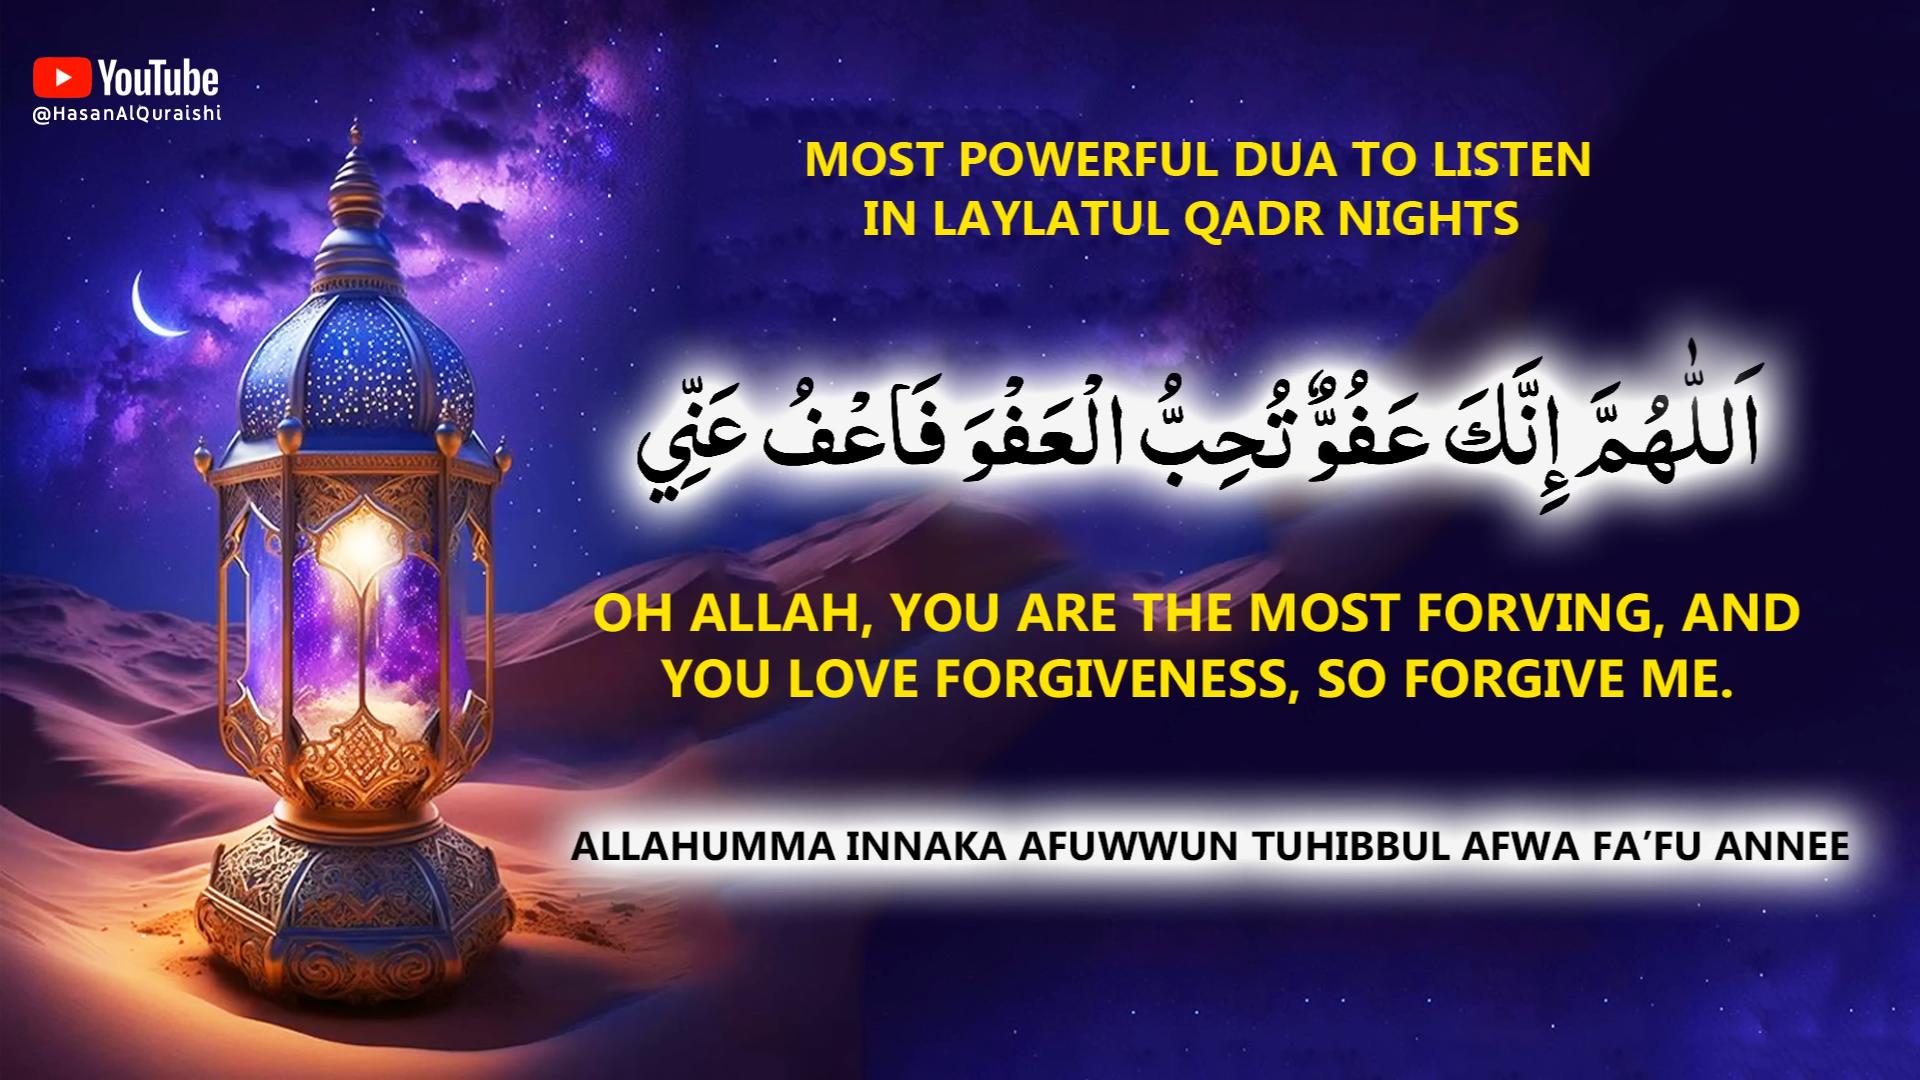 YouTube
@HasanAlQuraishi
MOST POWERFUL DUA TO LISTEN
IN LAYLATUL QADR NIGHTS
اَللّٰهُمَّ إِنَّكَ عَفُوٌّ تُحِبُّ الْعَفْوَ فَاعْفُ عَنِّي
OH ALLAH, YOU ARE THE MOST FORVING, AND
YOU LOVE FORGIVENESS, SO FORGIVE ME.
ALLAHUMMA INNAKA AFUWWUN TUHIBBUL AFWA FA’FU ANNEE